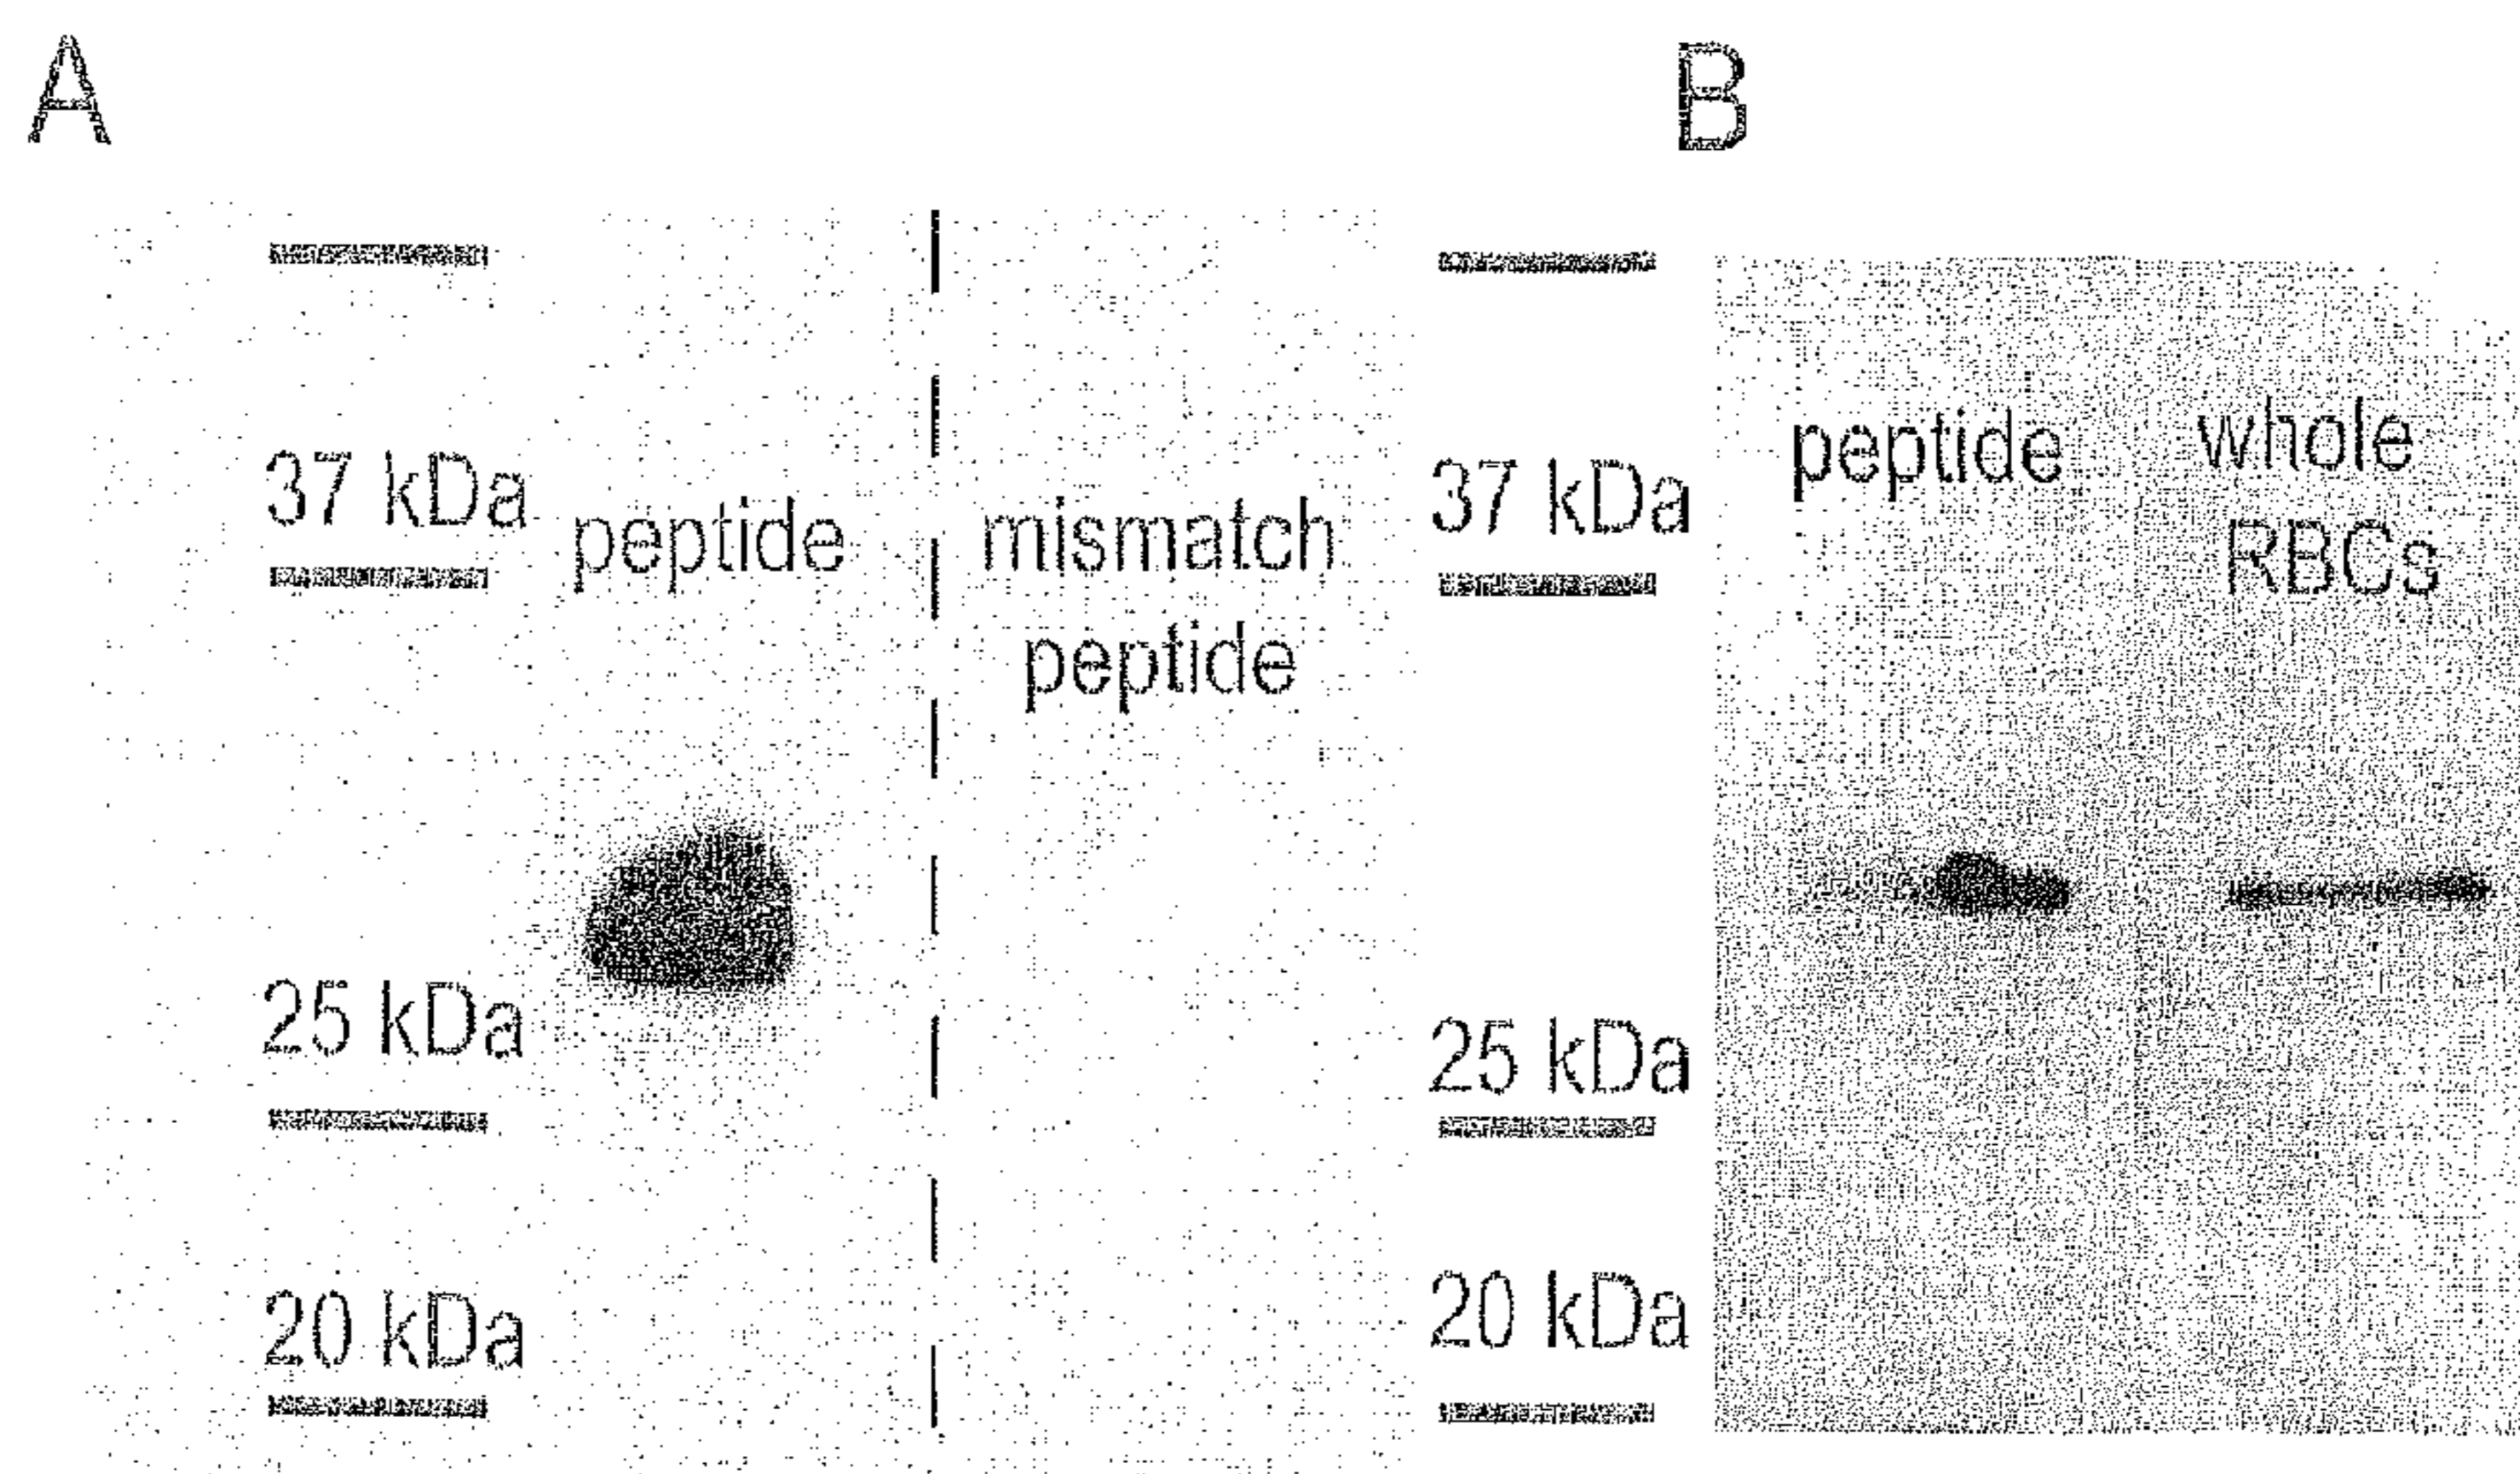 A
B
37 kDa
peptide
mismatch
peptide
25 kDa
20 kDa
37 kDa
peptide
whole
RBCs
25 kDa
20 kDa